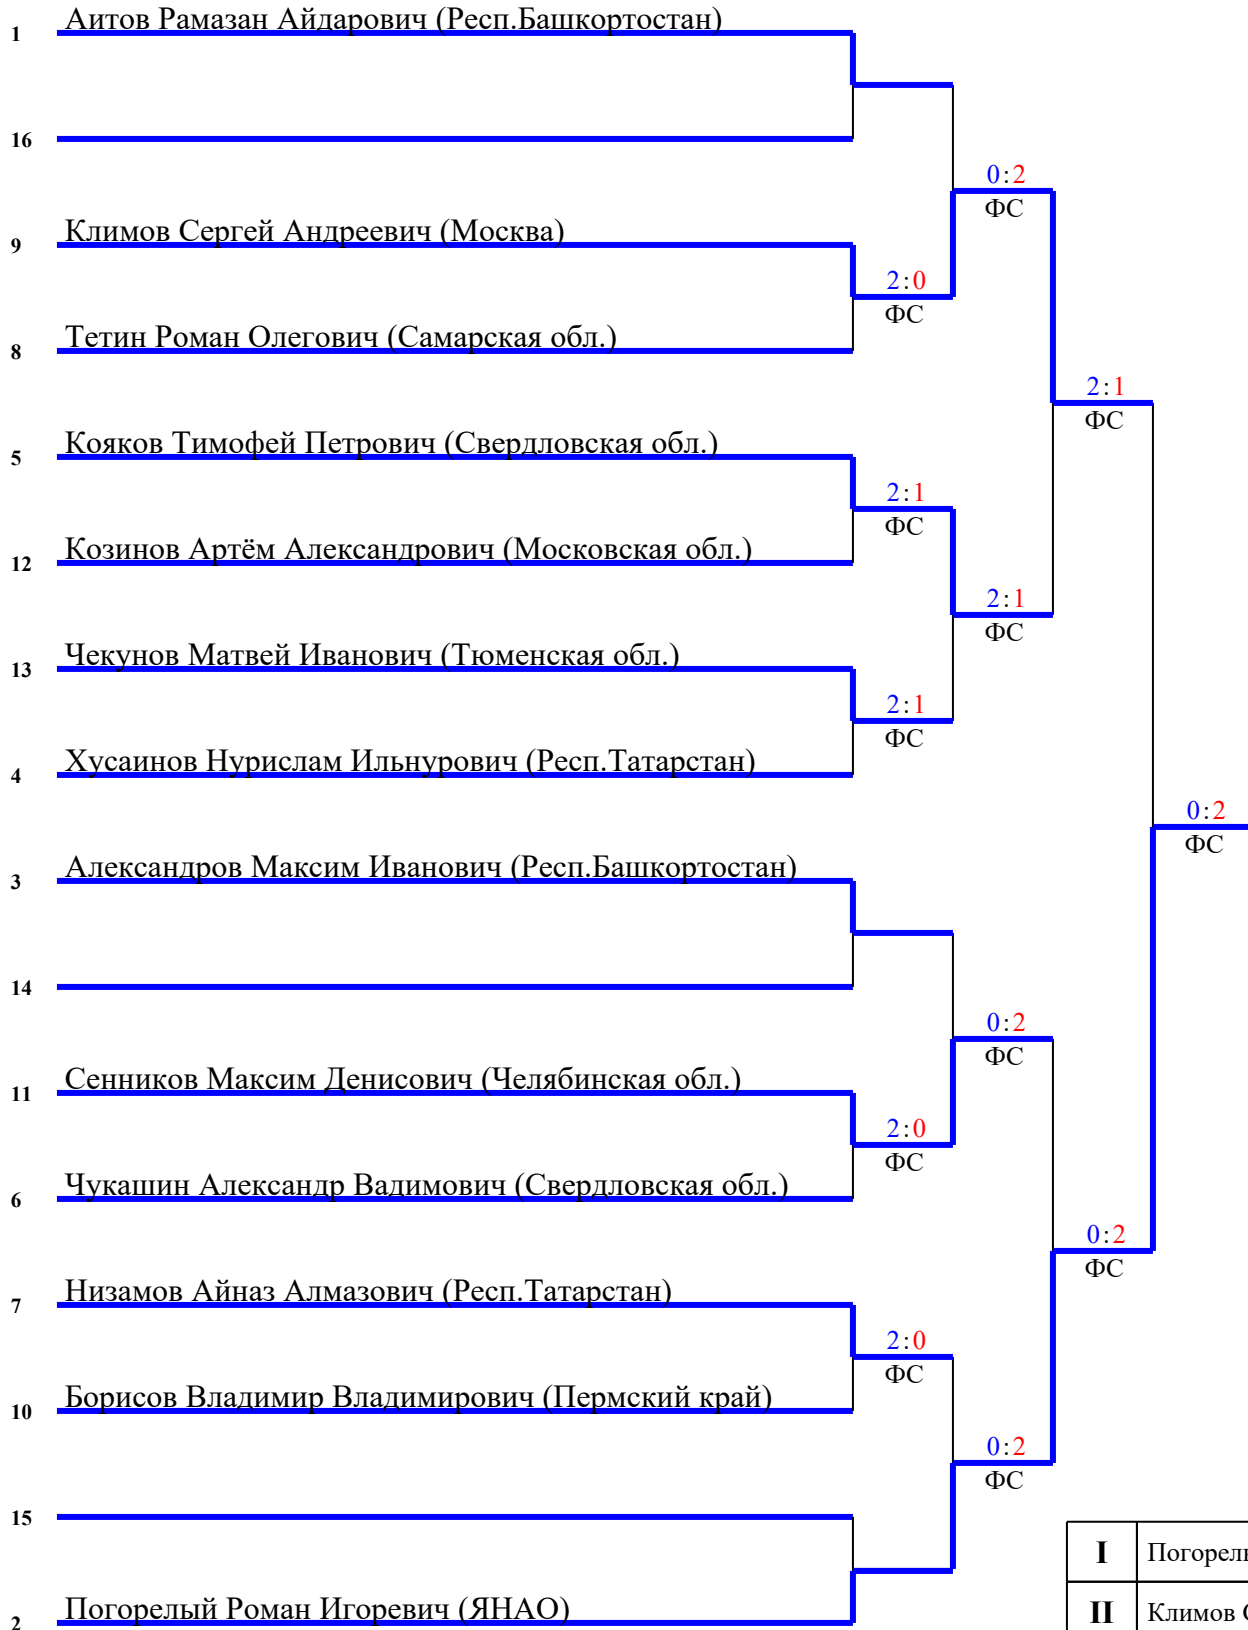 1 Аитов Рамазан Айдарович (Респ.Башкортостан)
16
0:2
ФС
9 Климов Сергей Андреевич (Москва)
2:0
ФС
8 Тетин Роман Олегович (Самарская обл.)
2:1
ФС
5 Кояков Тимофей Петрович (Свердловская обл.)
2:1
ФС
12 Козинов Артём Александрович (Московская обл.)
2:1
ФС
13 Чекунов Матвей Иванович (Тюменская обл.)
2:1
ФС
4 Хусаинов Нурислам Ильнурович (Респ.Татарстан)
0:2
ФС
3 Александров Максим Иванович (Респ.Башкортостан)
14
0:2
ФС
11 Сенников Максим Денисович (Челябинская обл.)
2:0
ФС
6 Чукашин Александр Вадимович (Свердловская обл.)
0:2
ФС
7 Низамов Айназ Алмазович (Респ.Татарстан)
2:0
ФС
10 Борисов Владимир Владимирович (Пермский край)
0:2
ФС
15
I
2 Погорелый Роман Игоревич (ЯНАО)
II Климов